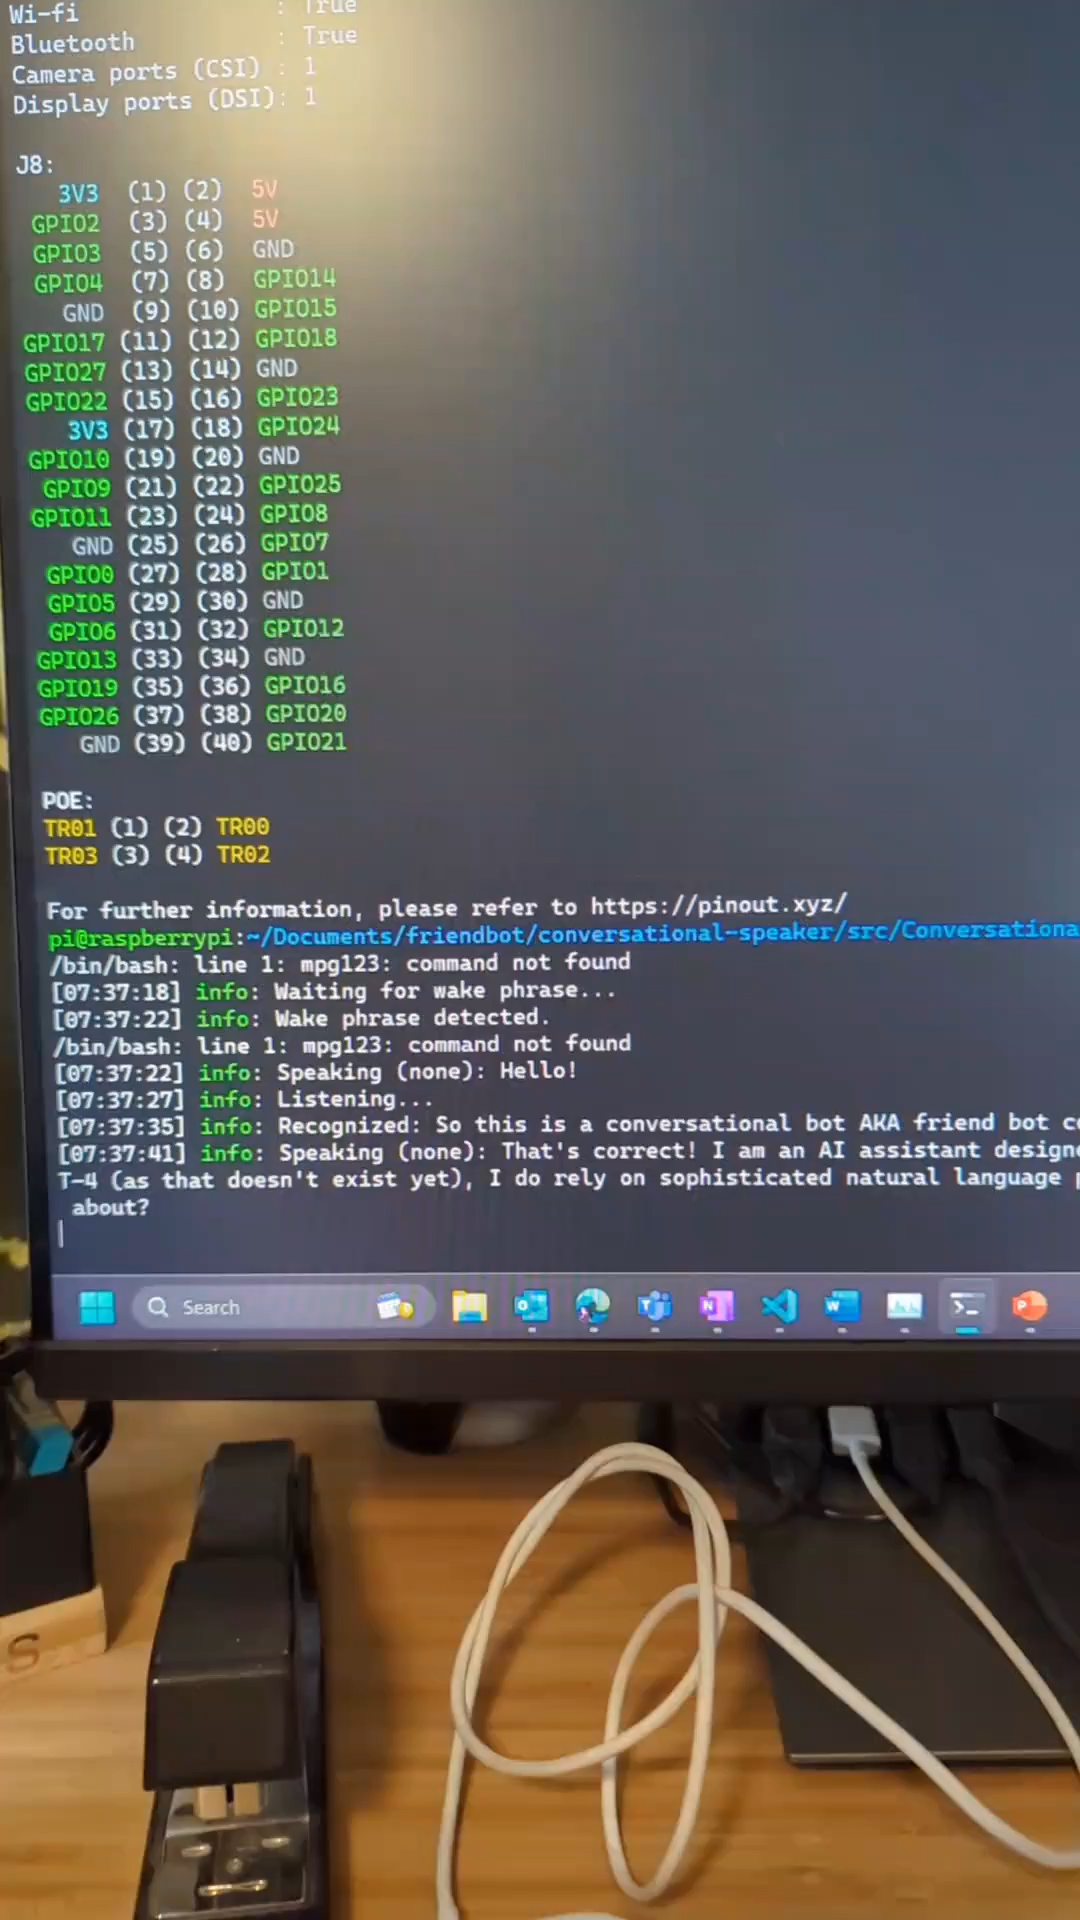 Wi-fi : True
Bluetooth : True
Camera ports (CSI) : 1
Display ports (DSI): 1
J8:
3V3 (1) (2) 5V
GPIO2 (3) (4) 5V
GPIO3 (5) (6) GND
GPIO4 (7) (8) GPIO14
GND (9) (10) GPIO15
GPIO17 (11) (12) GPIO18
GPIO27 (13) (14) GND
GPIO22 (15) (16) GPIO23
3V3 (17) (18) GPIO24
GPIO10 (19) (20) GND
GPIO9 (21) (22) GPIO25
GPIO11 (23) (24) GPIO8
GND (25) (26) GPIO7
GPIO0 (27) (28) GPIO1
GPIO5 (29) (30) GND
GPIO6 (31) (32) GPIO12
GPIO13 (33) (34) GND
GPIO19 (35) (36) GPIO16
GPIO26 (37) (38) GPIO20
GND (39) (40) GPIO21
POE:
TR01 (1) (2) TR00
TR03 (3) (4) TR02
For further information, please refer to https://pinout.xyz/
pi@raspberrypi:~/Documents/friendbot/conversational-speaker/src/Conversationa
/bin/bash: line 1: mpg123: command not found
[07:37:18] info: Waiting for wake phrase...
[07:37:22] info: Wake phrase detected.
/bin/bash: line 1: mpg123: command not found
[07:37:22] info: Speaking (none): Hello!
[07:37:27] info: Listening...
[07:37:35] info: Recognized: So this is a conversational bot AKA friend bot
[07:37:41] info: Speaking (none): That's correct! I am an AI assistant design
T-4 (as that doesn't exist yet), I do rely on sophisticated natural language
about?
Search
S